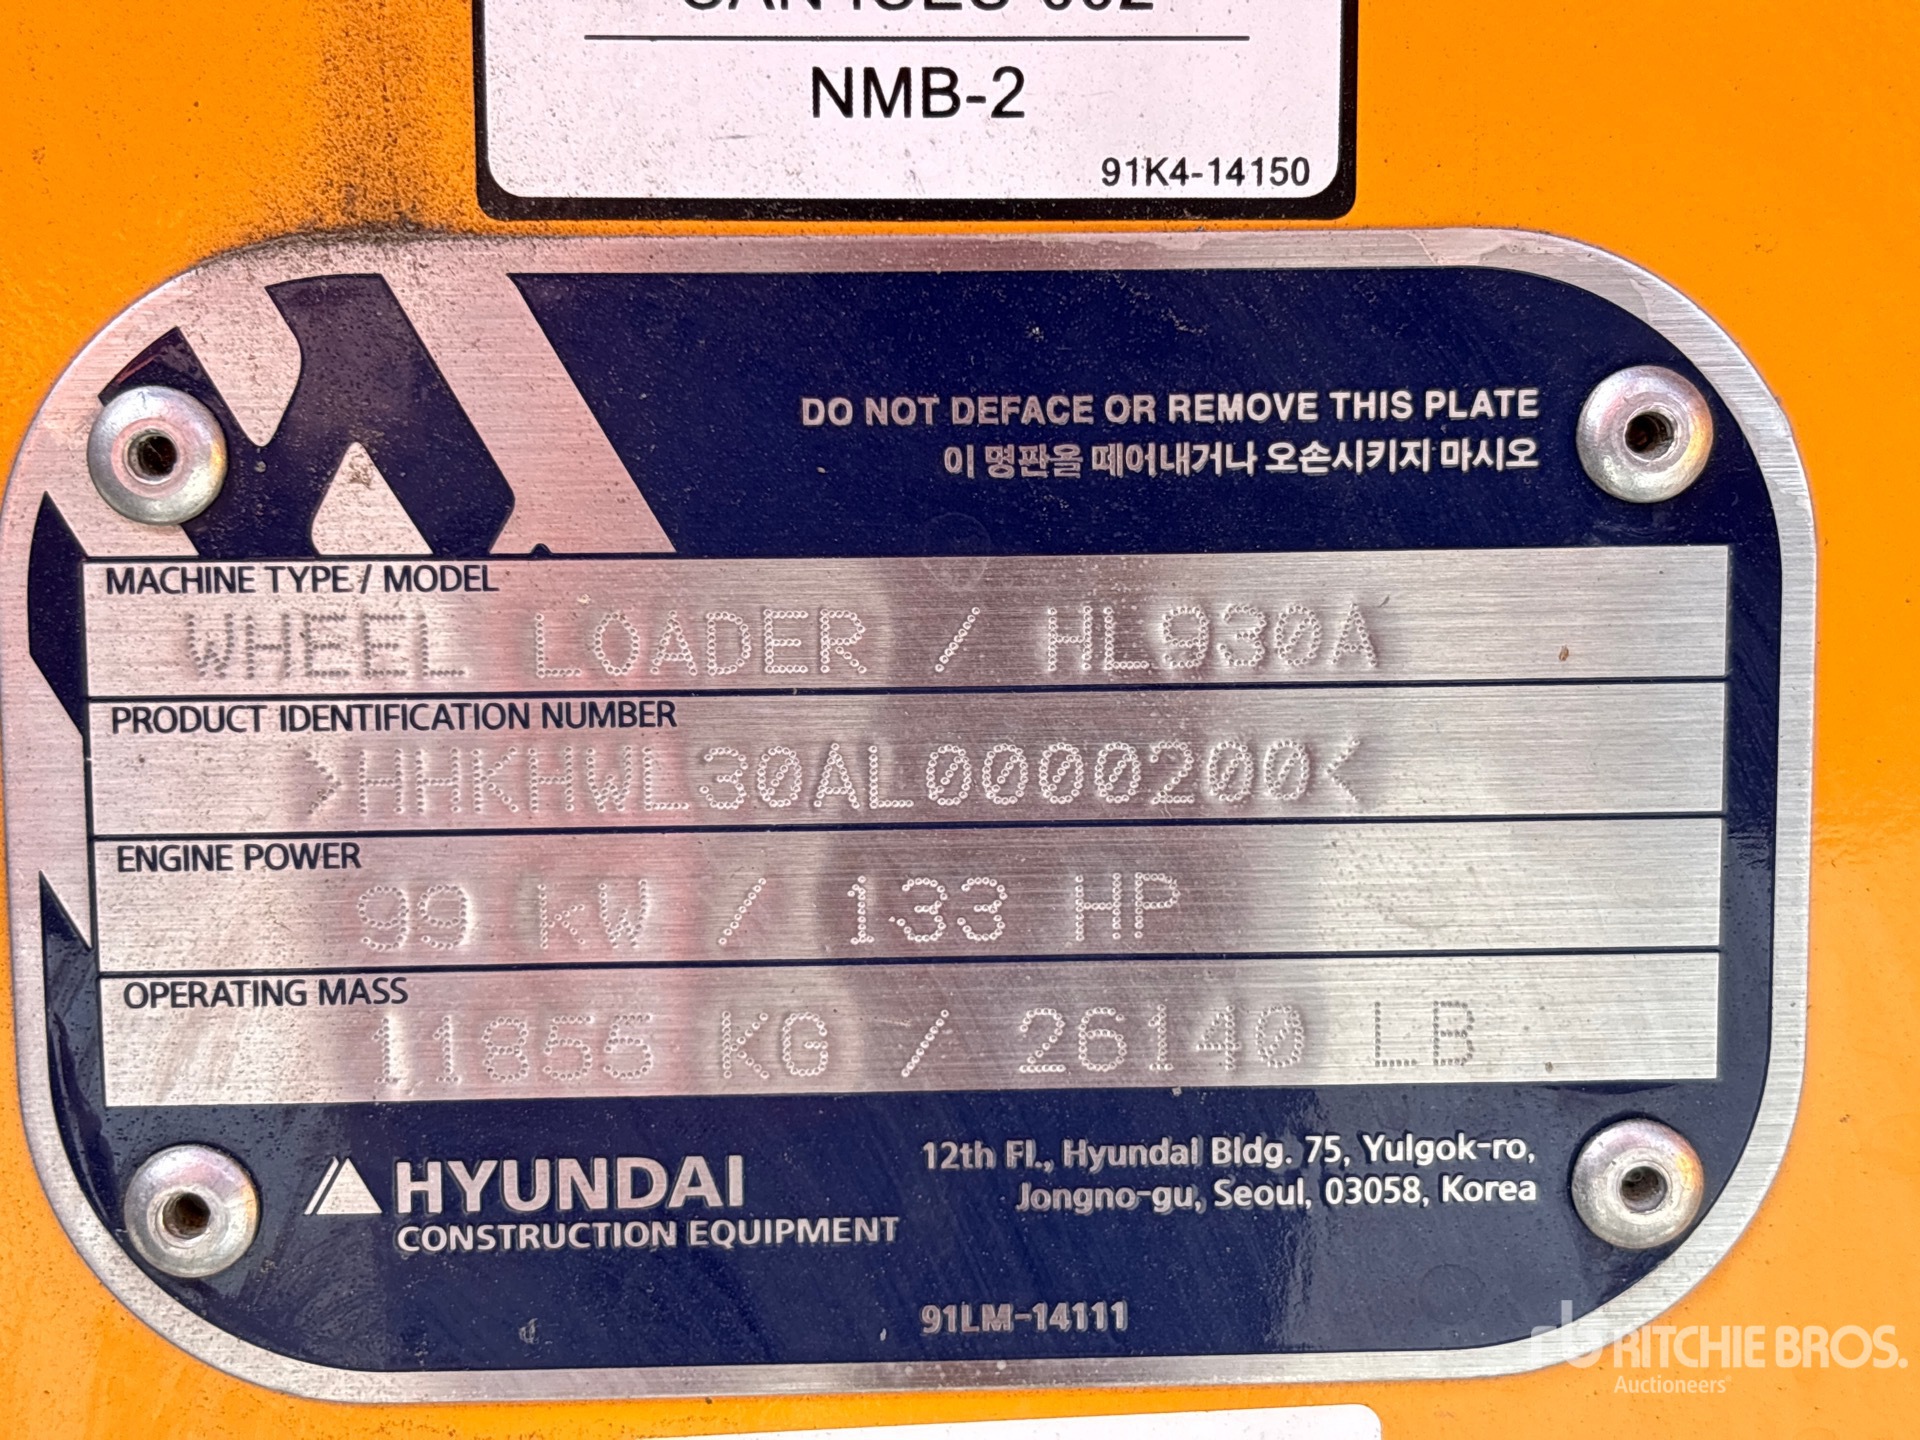 NMB-2
91K4-14150
DO NOT DEFACE OR REMOVE THIS PLATE
이 명판을 떼어내거나 오손시키지 마시오
MACHINE TYPE / MODEL
WHEEL LOADER / HL930A
PRODUCT IDENTIFICATION NUMBER
>HHKHWL30AL0000200<
ENGINE POWER
99 kW / 133 HP
OPERATING MASS
11855 KG / 26140 LB
HYUNDAI
CONSTRUCTION EQUIPMENT
12th Fl., Hyundai Bldg. 75, Yulgok-ro,
Jongno-gu, Seoul, 03058, Korea
91LM-14111
RITCHIE BROS.
Auctioneers